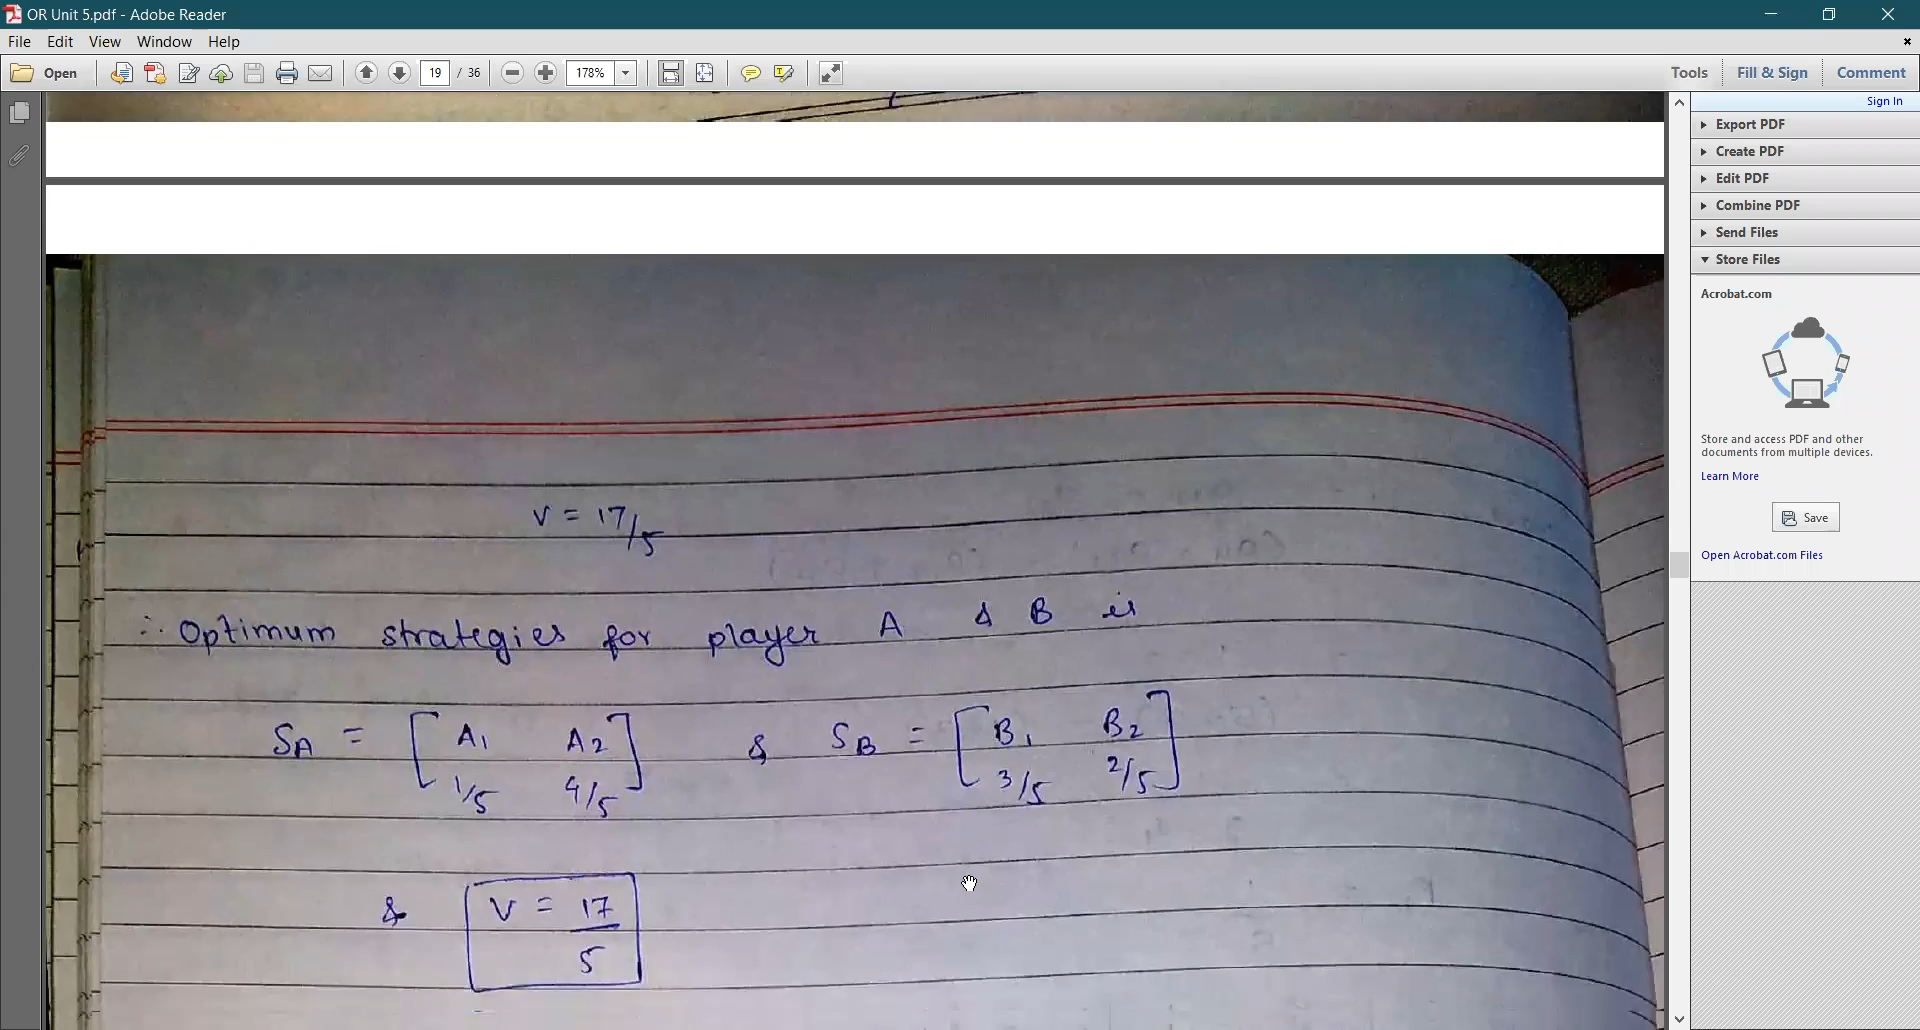 OR Unit 5.pdf - Adobe Reader
File Edit View Window Help
Open 19 / 36 178% Tools Fill & Sign Comment
Sign In
Export PDF
Create PDF
Edit PDF
Combine PDF
Send Files
Store Files
Acrobat.com
Store and access PDF and other
documents from multiple devices.
Learn More
Save
Open Acrobat.com Files
V = 17/5
∴ Optimum strategies for player A & B is
SA = [ A1 A2 ] & SB = [ B1 B2 ]
1/5 4/5 3/5 2/5
& V = 17
5